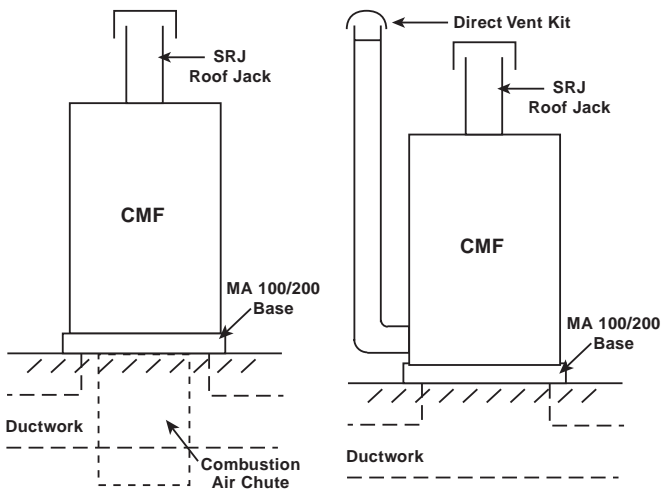 SRJ
Roof Jack
CMF
MA 100/200
Base
Ductwork
Combustion
Air Chute
Direct Vent Kit
SRJ
Roof Jack
CMF
MA 100/200
Base
Ductwork